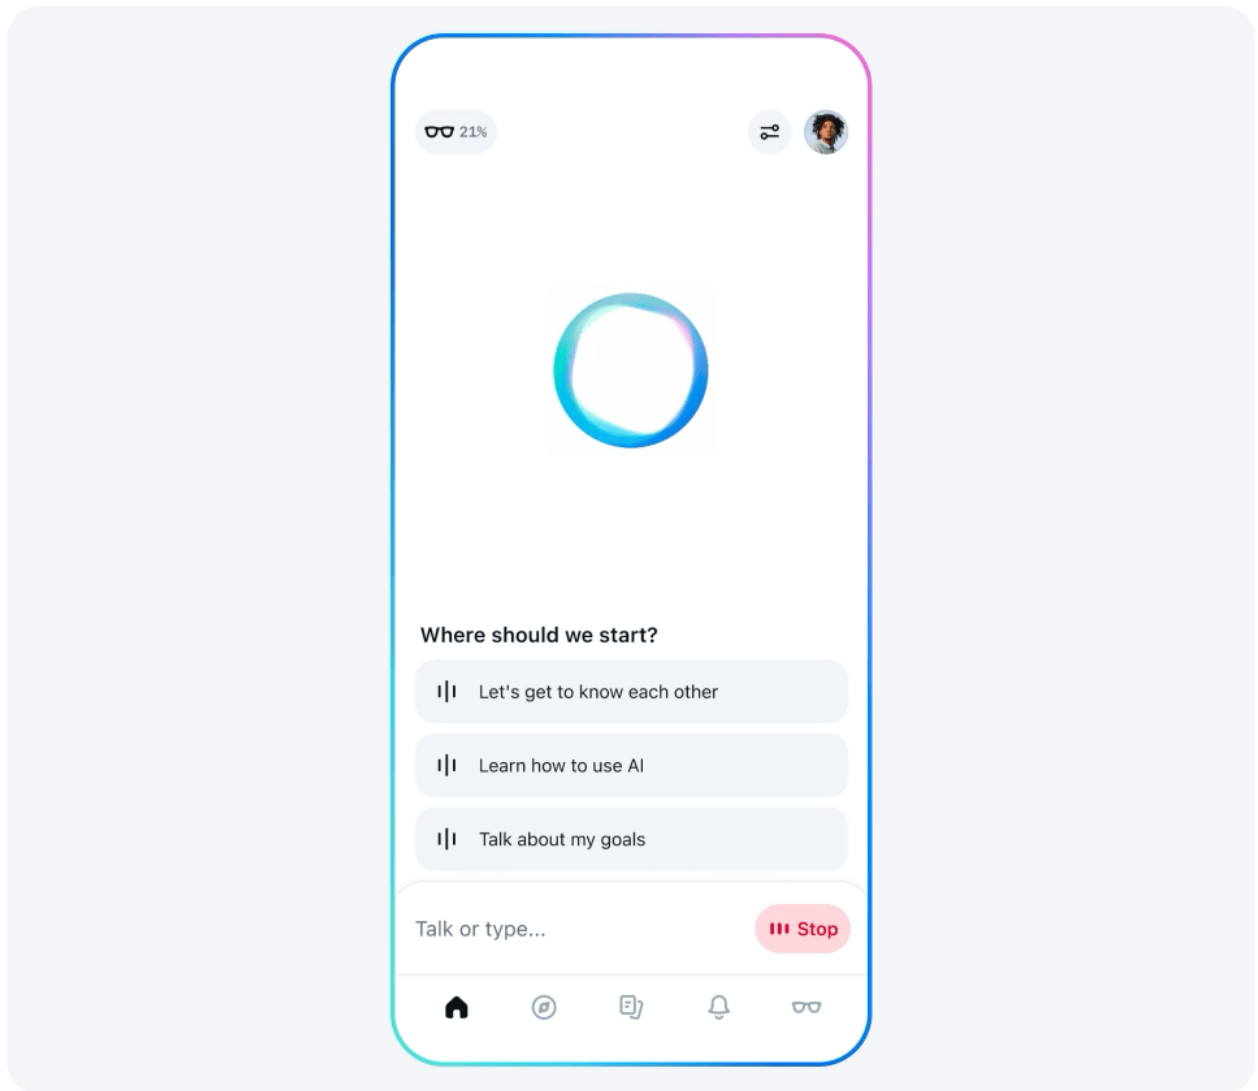 21%
Where should we start?
Let's get to know each other
Learn how to use AI
Talk about my goals
Talk or type...
Stop